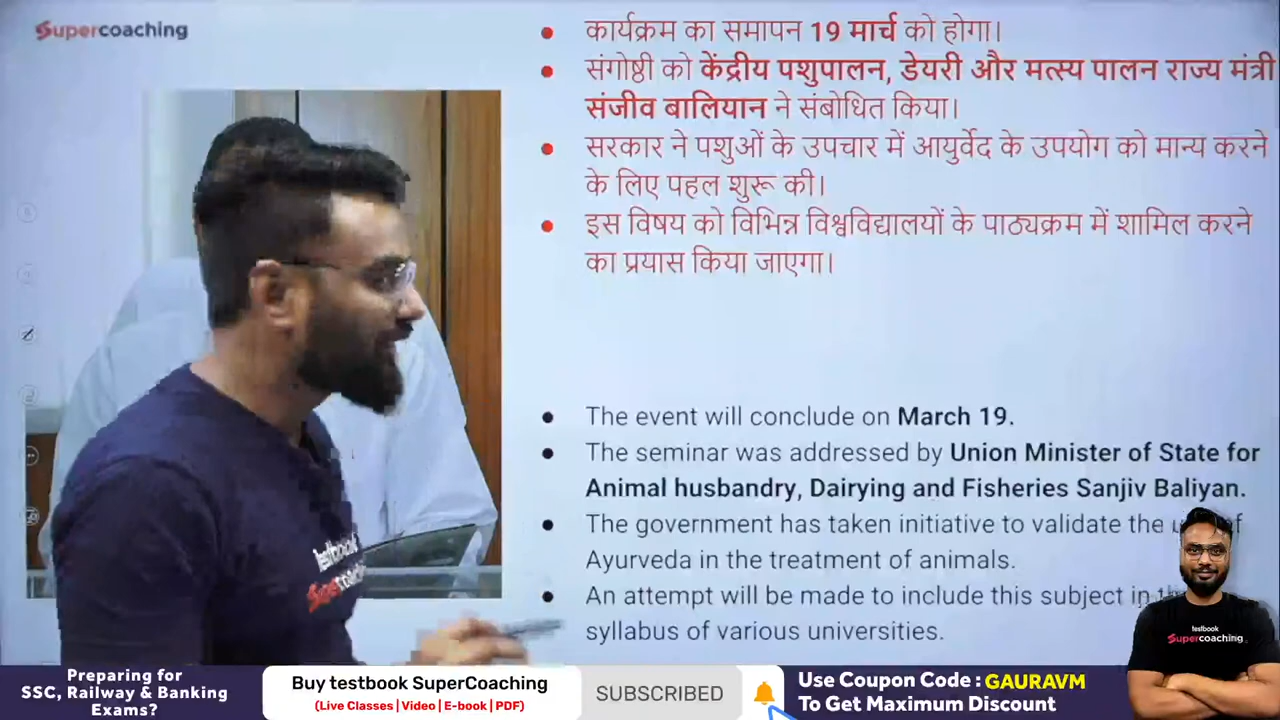 Supercoaching
कार्यक्रम का समापन 19 मार्च को होगा।
संगोष्ठी को केंद्रीय पशुपालन, डेयरी और मत्स्य पालन राज्य मंत्री
संजीव बालियान ने संबोधित किया।
सरकार ने पशुओं के उपचार में आयुर्वेद के उपयोग को मान्य करने
के लिए पहल शुरू की।
इस विषय को विभिन्न विश्वविद्यालयों के पाठ्यक्रम में शामिल करने
का प्रयास किया जाएगा।
The event will conclude on March 19.
The seminar was addressed by Union Minister of State for
Animal husbandry, Dairying and Fisheries Sanjiv Baliyan.
The government has taken initiative to validate the
Ayurveda in the treatment of animals.
An attempt will be made to include this subject in
syllabus of various universities.
testbook
Supercoaching
Preparing for
SSC, Railway & Banking
Exams?
Buy testbook SuperCoaching
(Live Classes | Video | E-book | PDF)
SUBSCRIBED
Use Coupon Code : GAURAVM
To Get Maximum Discount